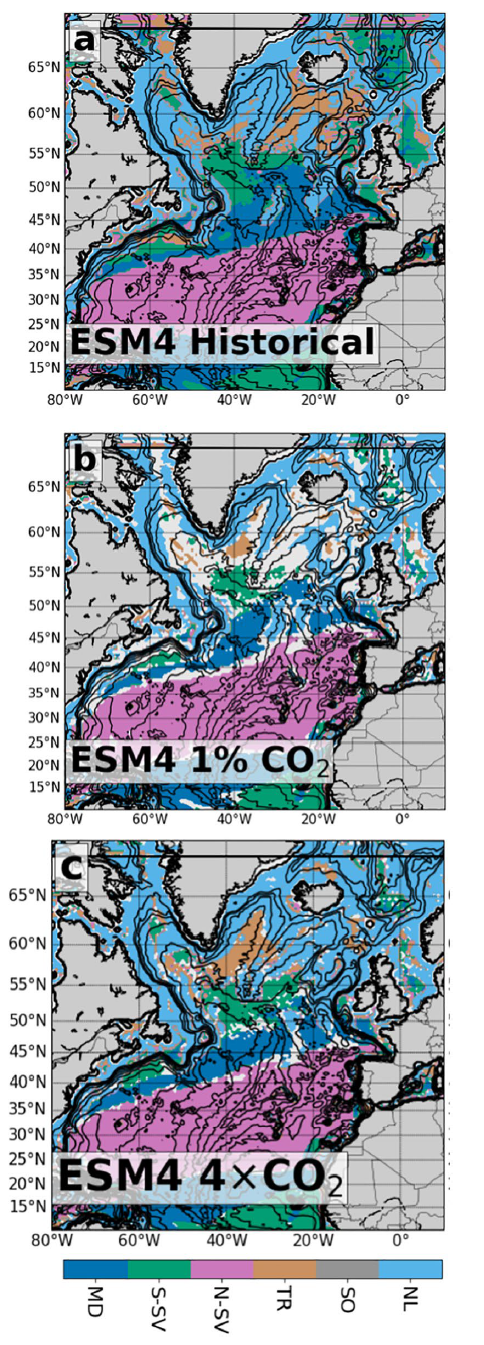 a
65°N
60°N
55°N
50°N
45°N
40°N
35°N
30°N
25°N
20°N
15°N
ESM4 Historical
80°W 60°W 40°W 20°W 0°
b
65°N
60°N
55°N
50°N
45°N
40°N
35°N
30°N
25°N
20°N
15°N
ESM4 1% CO₂
80°W 60°W 40°W 20°W 0°
c
65°N
60°N
55°N
50°N
45°N
40°N
35°N
30°N
25°N
20°N
15°N
ESM4 4×CO₂
80°W 60°W 40°W 20°W 0°
MD S-SV N-SV TR SO NL